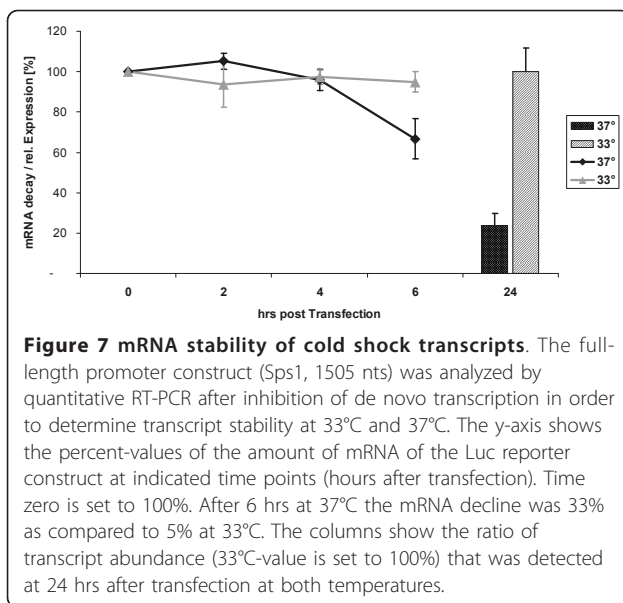 120
100
80
60
40
20
-
mRNA decay / rel. Expression [%]
0 2 4 6 24
hrs post Transfection
37°
33°
37°
33°
Figure 7 mRNA stability of cold shock transcripts. The full-
length promoter construct (Sps1, 1505 nts) was analyzed by
quantitative RT-PCR after inhibition of de novo transcription in order
to determine transcript stability at 33°C and 37°C. The y-axis shows
the percent-values of the amount of mRNA of the Luc reporter
construct at indicated time points (hours after transfection). Time
zero is set to 100%. After 6 hrs at 37°C the mRNA decline was 33%
as compared to 5% at 33°C. The columns show the ratio of
transcript abundance (33°C-value is set to 100%) that was detected
at 24 hrs after transfection at both temperatures.